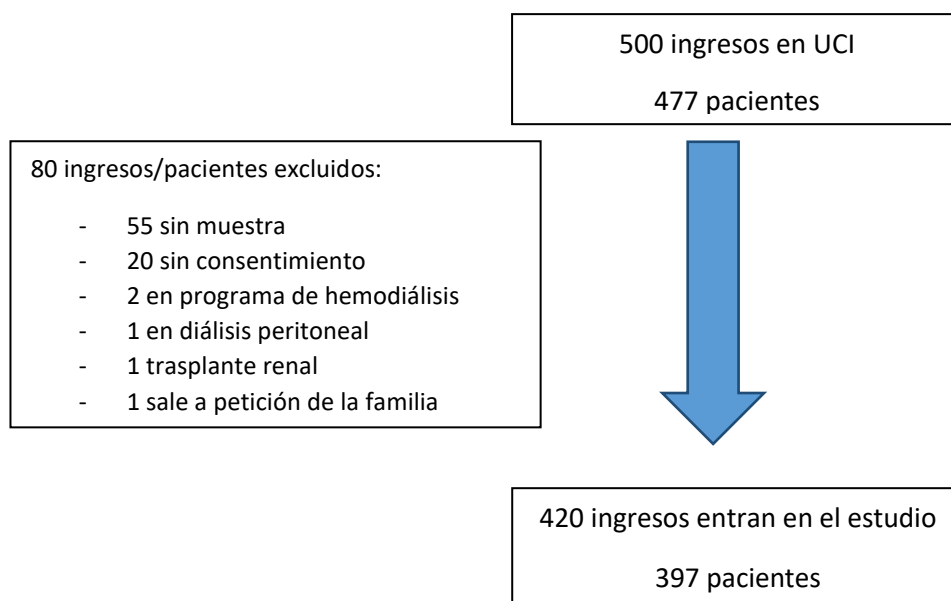 500 ingresos en UCI
477 pacientes
80 ingresos/pacientes excluidos:
- 55 sin muestra
- 20 sin consentimiento
- 2 en programa de hemodiálisis
- 1 en diálisis peritoneal
- 1 trasplante renal
- 1 sale a petición de la familia
420 ingresos entran en el estudio
397 pacientes